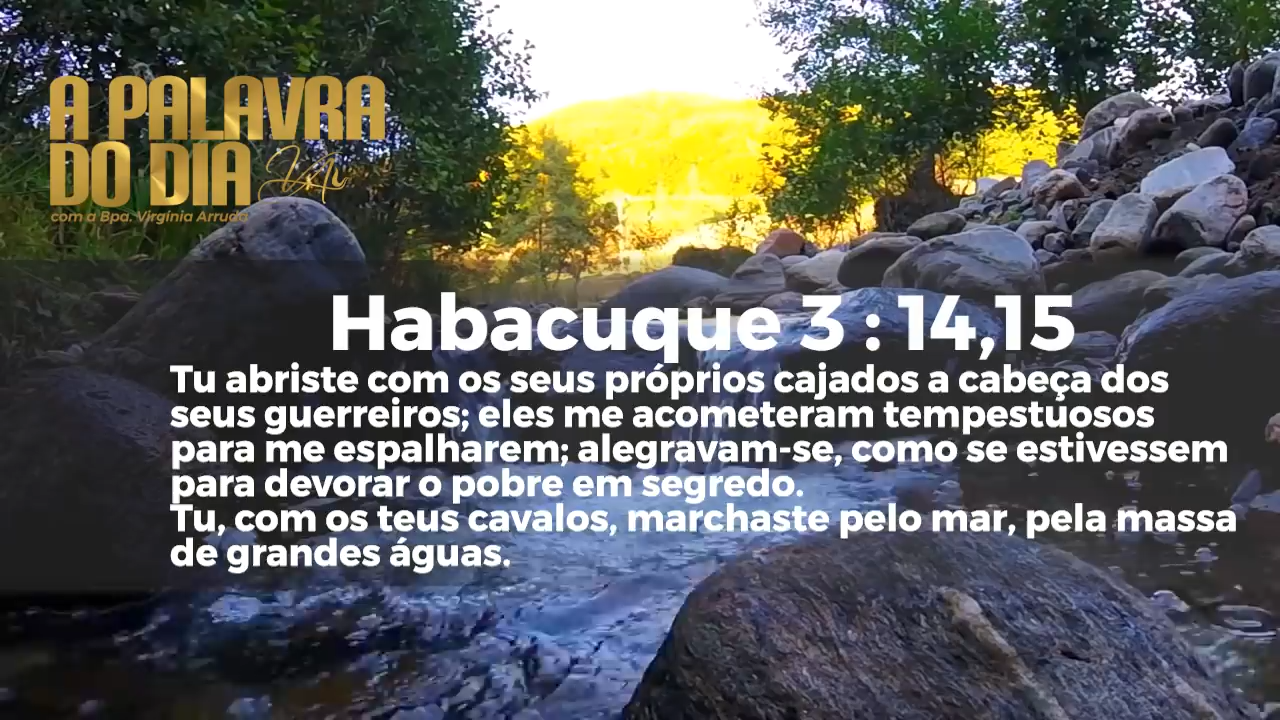 A PALAVRA
DO DIA
com a Bpa. Virgínia Arruda
Habacuque 3 : 14,15
Tu abriste com os seus próprios cajados a cabeça dos
seus guerreiros; eles me acometeram tempestuosos
para me espalharem; alegravam-se, como se estivessem
para devorar o pobre em segredo.
Tu, com os teus cavalos, marchaste pelo mar, pela massa
de grandes águas.